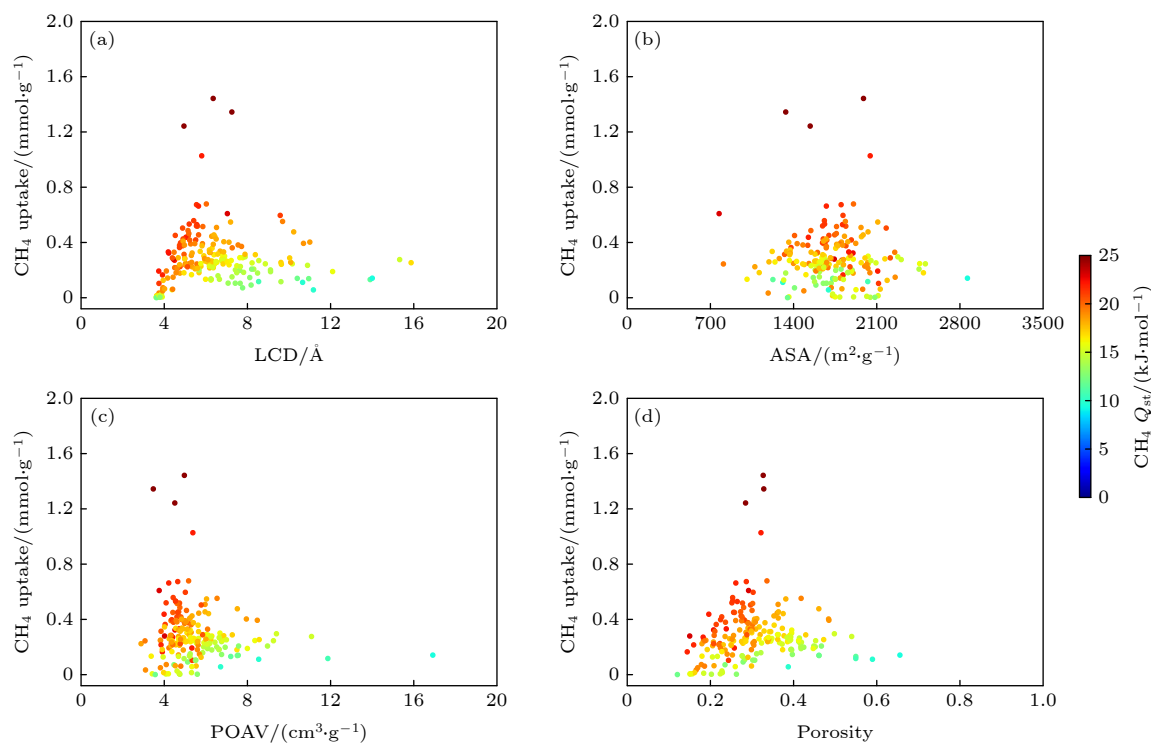 (a)
CH₄ uptake/(mmol·g⁻¹)
2.0
1.6
1.2
0.8
0.4
0
0 4 8 12 16 20
LCD/Å
(b)
CH₄ uptake/(mmol·g⁻¹)
2.0
1.6
1.2
0.8
0.4
0
0 700 1400 2100 2800 3500
ASA/(m²·g⁻¹)
(c)
CH₄ uptake/(mmol·g⁻¹)
2.0
1.6
1.2
0.8
0.4
0
0 4 8 12 16 20
POAV/(cm³·g⁻¹)
(d)
CH₄ uptake/(mmol·g⁻¹)
2.0
1.6
1.2
0.8
0.4
0
0 0.2 0.4 0.6 0.8 1.0
Porosity
25
20
15
10
5
0
CH₄ Qst/(kJ·mol⁻¹)